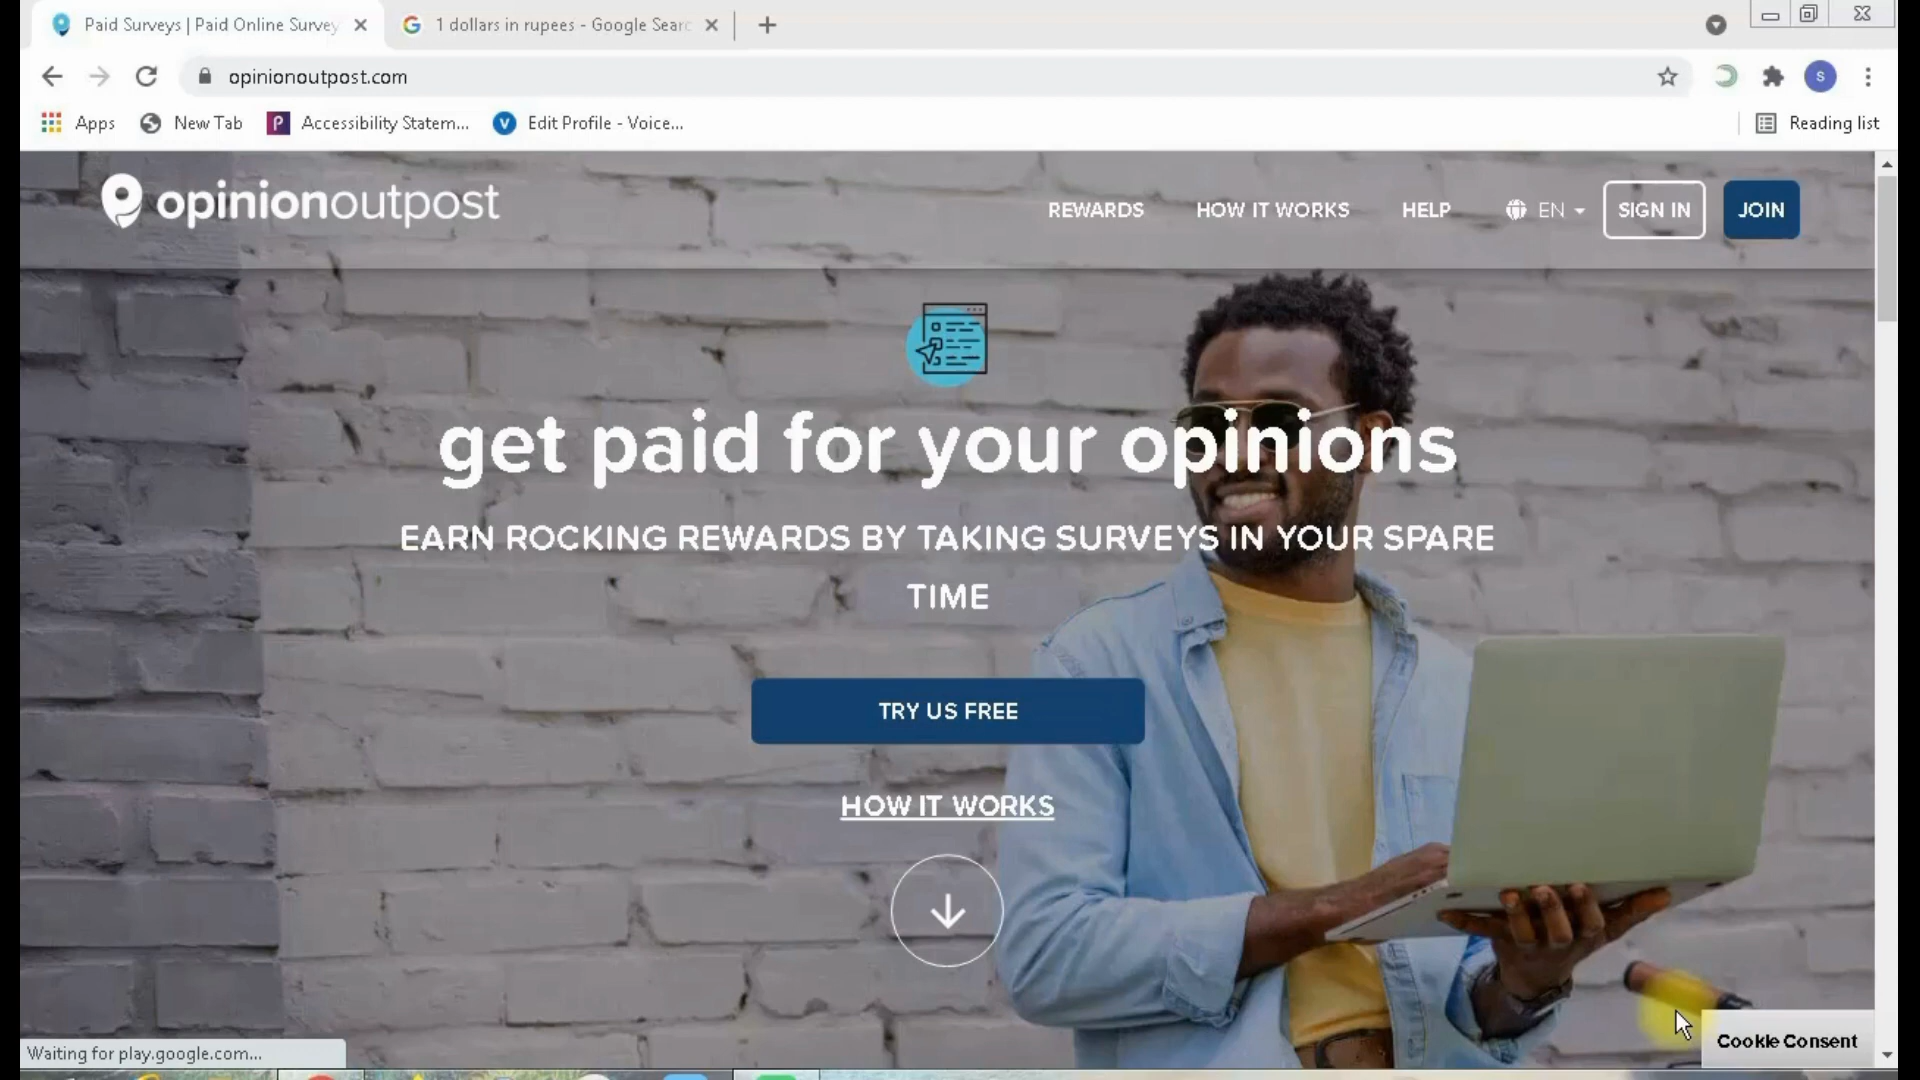 Paid Surveys | Paid Online Survey
1 dollars in rupees - Google Searc
opinionoutpost.com
S
Apps
New Tab
Accessibility Statem...
Edit Profile - Voice...
Reading list
opinionoutpost
REWARDS
HOW IT WORKS
HELP
EN
SIGN IN
JOIN
get paid for your opinions
EARN ROCKING REWARDS BY TAKING SURVEYS IN YOUR SPARE
TIME
TRY US FREE
HOW IT WORKS
Cookie Consent
Waiting for play.google.com...